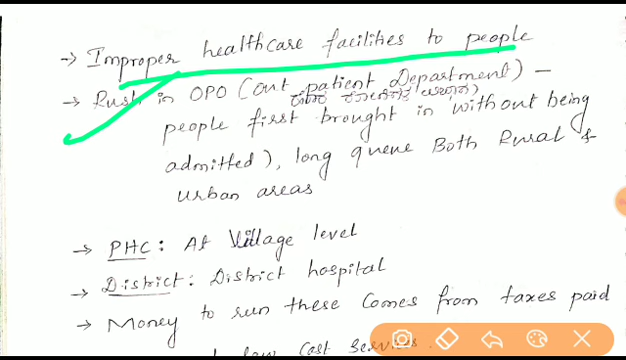 → Improper healthcare facilities to people
→ Rush in OPD (Out patient Department) –
people first brought in without being
admitted), long queue Both Rural &
urban areas
→ PHC: At Village level
→ District: District hospital
→ Money to run these comes from taxes paid
low cost services.